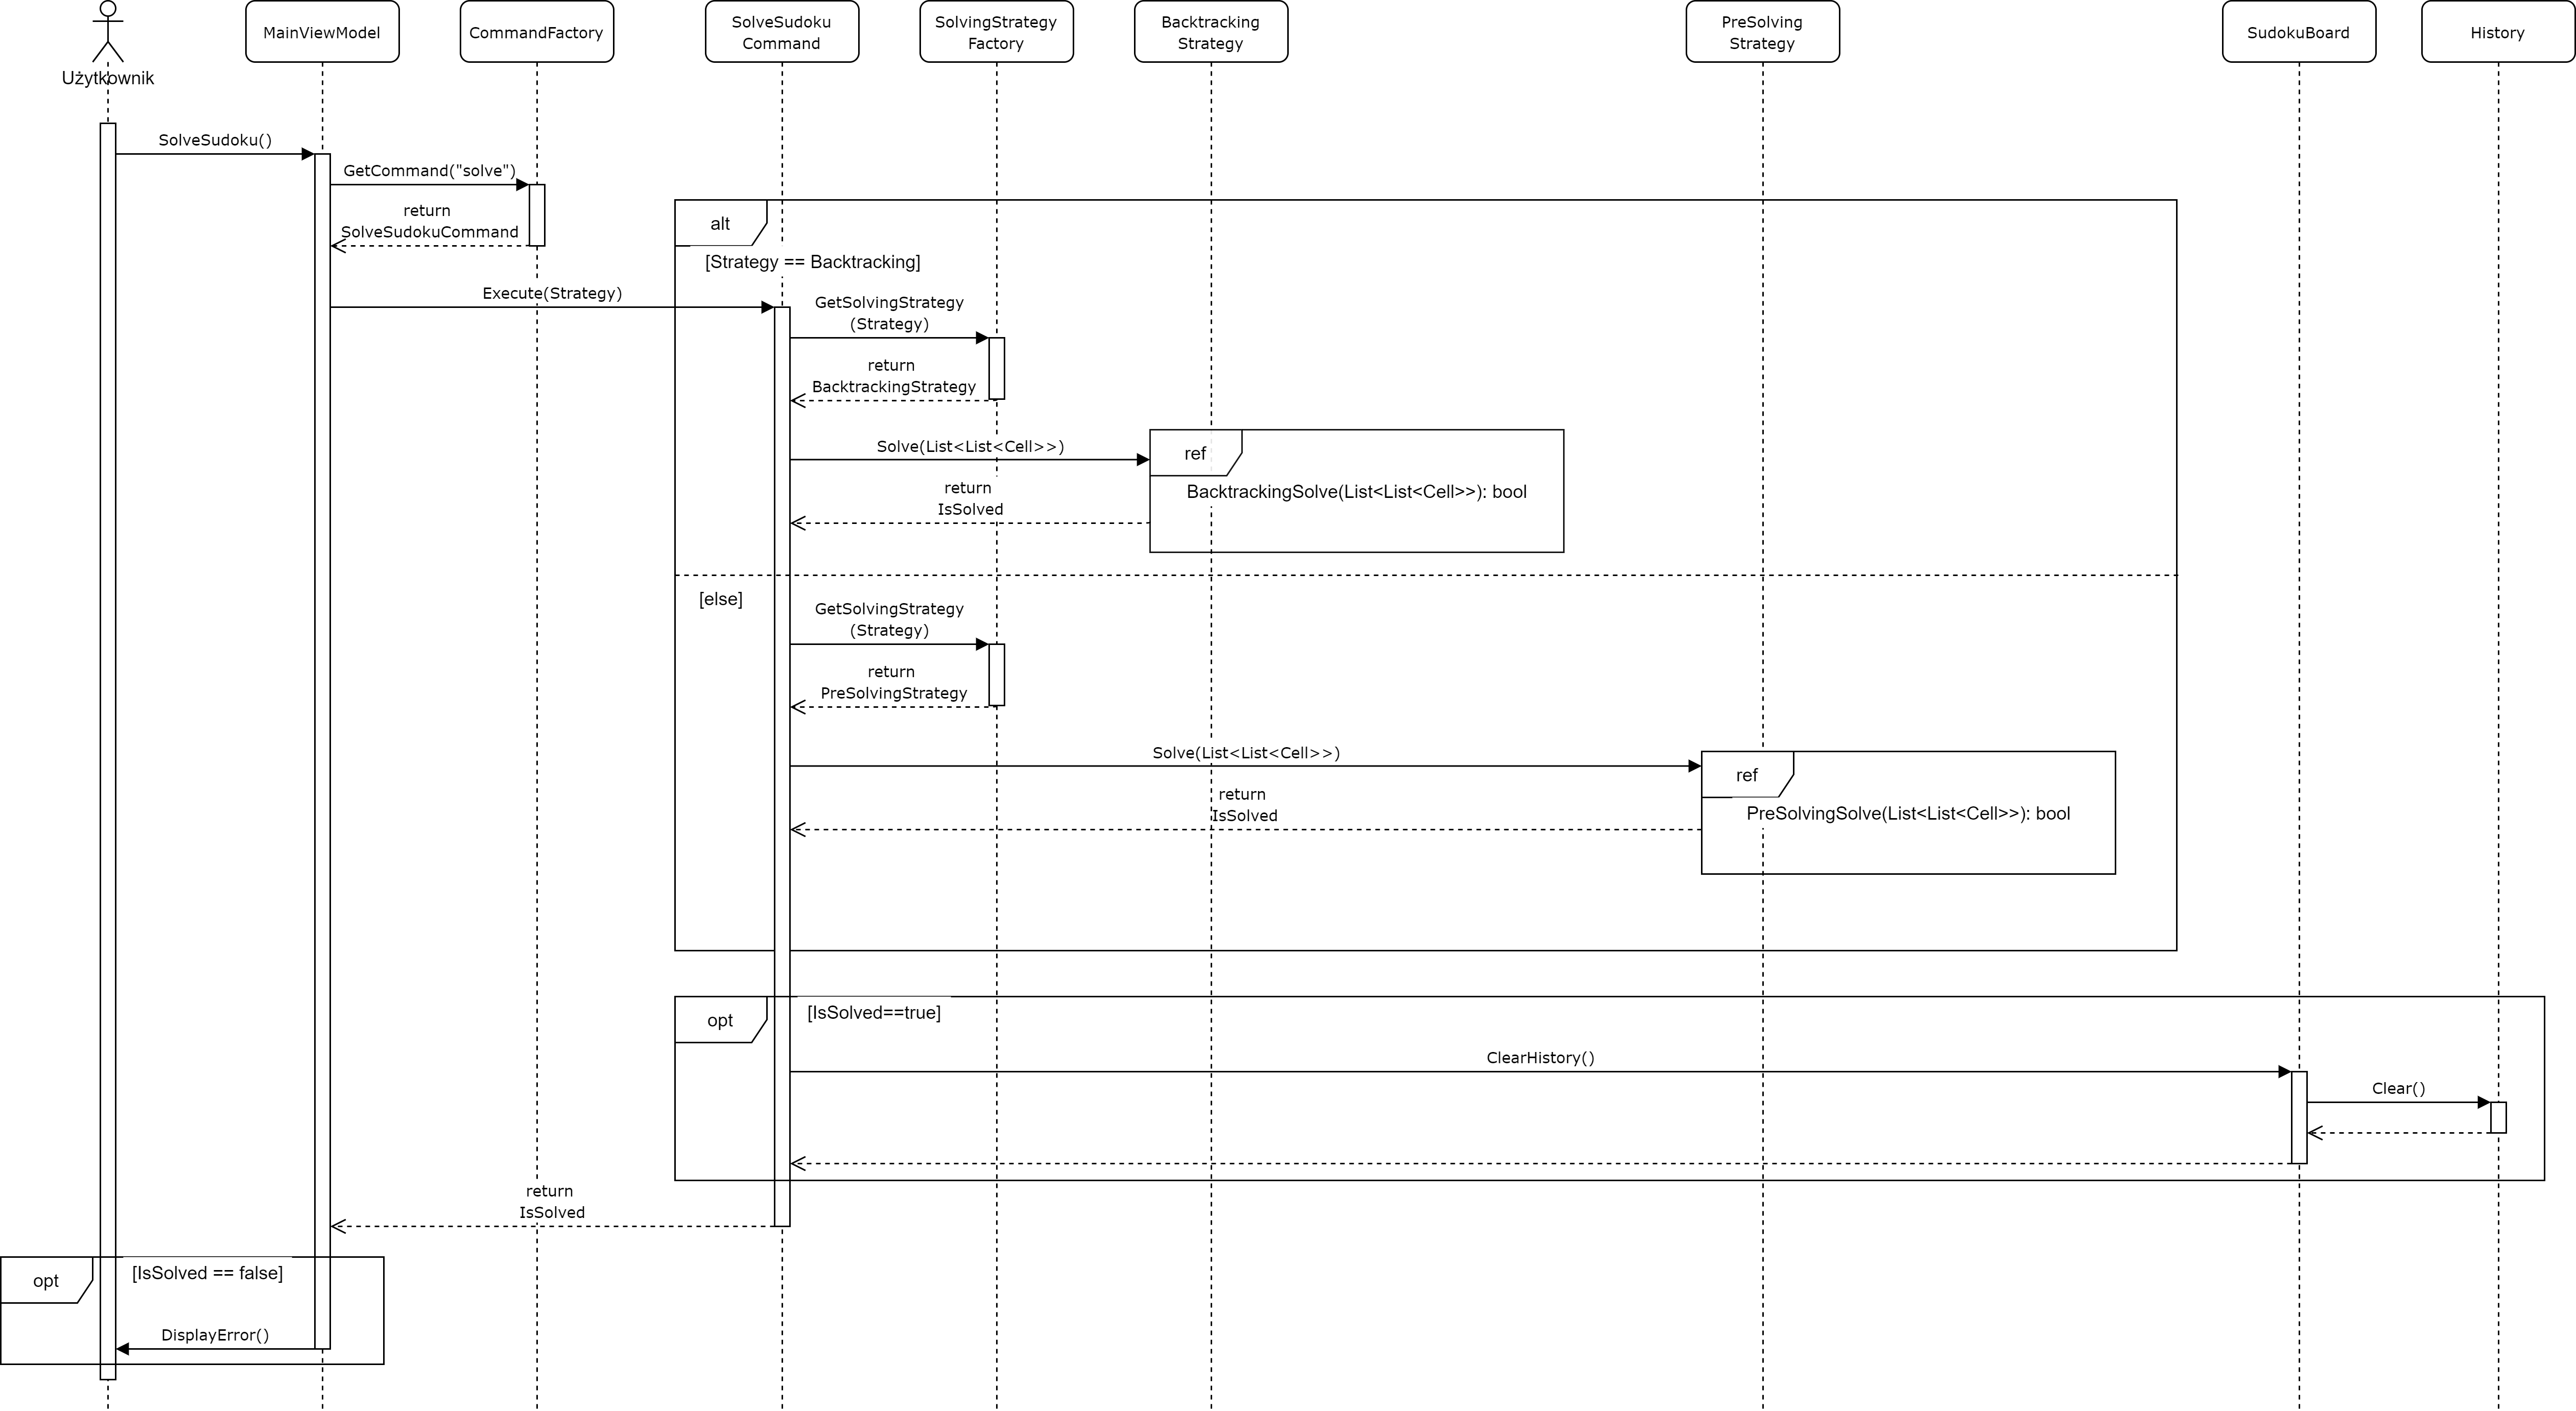 Użytkownik
MainViewModel
CommandFactory
SolveSudoku
Command
SolvingStrategy
Factory
Backtracking
Strategy
PreSolving
Strategy
SudokuBoard
History
SolveSudoku()
GetCommand("solve")
return
SolveSudokuCommand
alt
[Strategy == Backtracking]
Execute(Strategy)
GetSolvingStrategy
(Strategy)
return
BacktrackingStrategy
Solve(List<List<Cell>>)
ref
BacktrackingSolve(List<List<Cell>>): bool
return
IsSolved
[else]
GetSolvingStrategy
(Strategy)
return
PreSolvingStrategy
Solve(List<List<Cell>>)
ref
PreSolvingSolve(List<List<Cell>>): bool
return
IsSolved
opt
[IsSolved==true]
ClearHistory()
Clear()
return
IsSolved
opt
[IsSolved == false]
DisplayError()